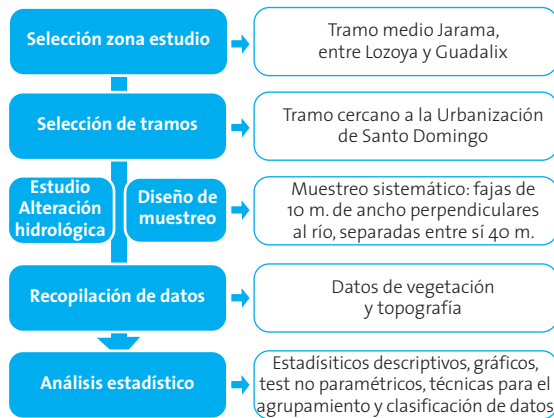 Selección zona estudio
Tramo medio Jarama,
entre Lozoya y Guadalix
Selección de tramos
Tramo cercano a la Urbanización
de Santo Domingo
Estudio
Alteración
hidrológica
Diseño de
muestreo
Muestreo sistemático: fajas de
10 m. de ancho perpendiculares
al río, separadas entre sí 40 m.
Recopilación de datos
Datos de vegetación
y topografía
Análisis estadístico
Estadísiticos descriptivos, gráficos,
test no paramétricos, técnicas para el
agrupamiento y clasificación de datos